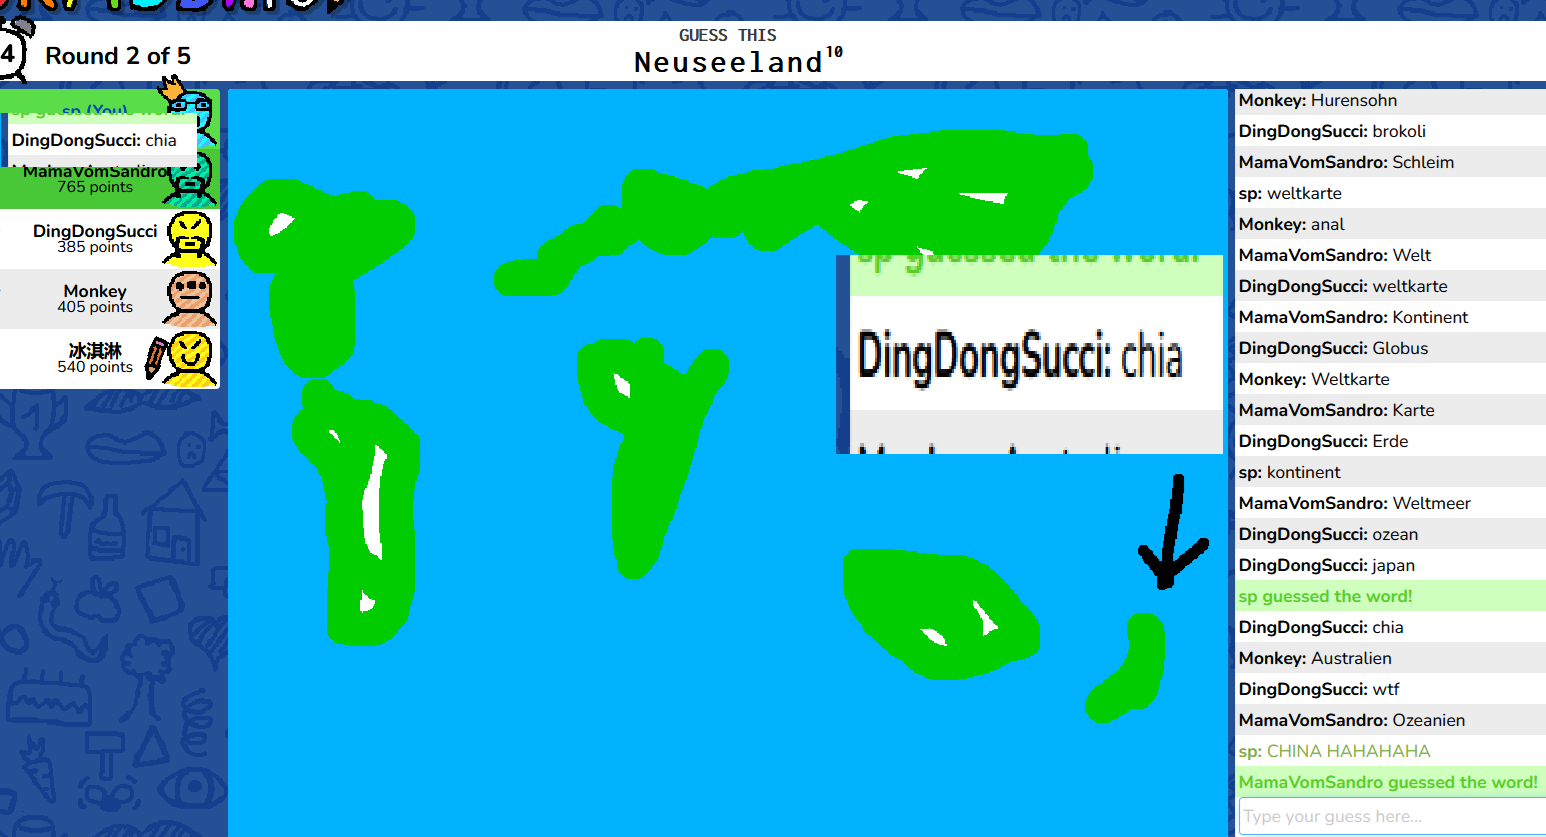 4
Round 2 of 5
GUESS THIS
Neuseeland¹⁰
sp (You)
DingDongSucci: chia
MamaVomSandro
765 points
DingDongSucci
385 points
Monkey
405 points
冰淇淋
540 points
sp guessed the word!
DingDongSucci: chia
Monkey: Hurensohn
DingDongSucci: brokoli
MamaVomSandro: Schleim
sp: weltkarte
Monkey: anal
MamaVomSandro: Welt
DingDongSucci: weltkarte
MamaVomSandro: Kontinent
DingDongSucci: Globus
Monkey: Weltkarte
MamaVomSandro: Karte
DingDongSucci: Erde
sp: kontinent
MamaVomSandro: Weltmeer
DingDongSucci: ozean
DingDongSucci: japan
sp guessed the word!
DingDongSucci: chia
Monkey: Australien
DingDongSucci: wtf
MamaVomSandro: Ozeanien
sp: CHINA HAHAHAHA
MamaVomSandro guessed the word!
Type your guess here...